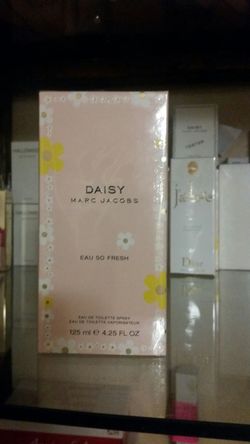 DAISY
MARC JACOBS
EAU SO FRESH
EAU DE TOILETTE SPRAY
EAU DE TOILETTE VAPORISATEUR
125 ml e 4.25 FL OZ
j'adore
Dior